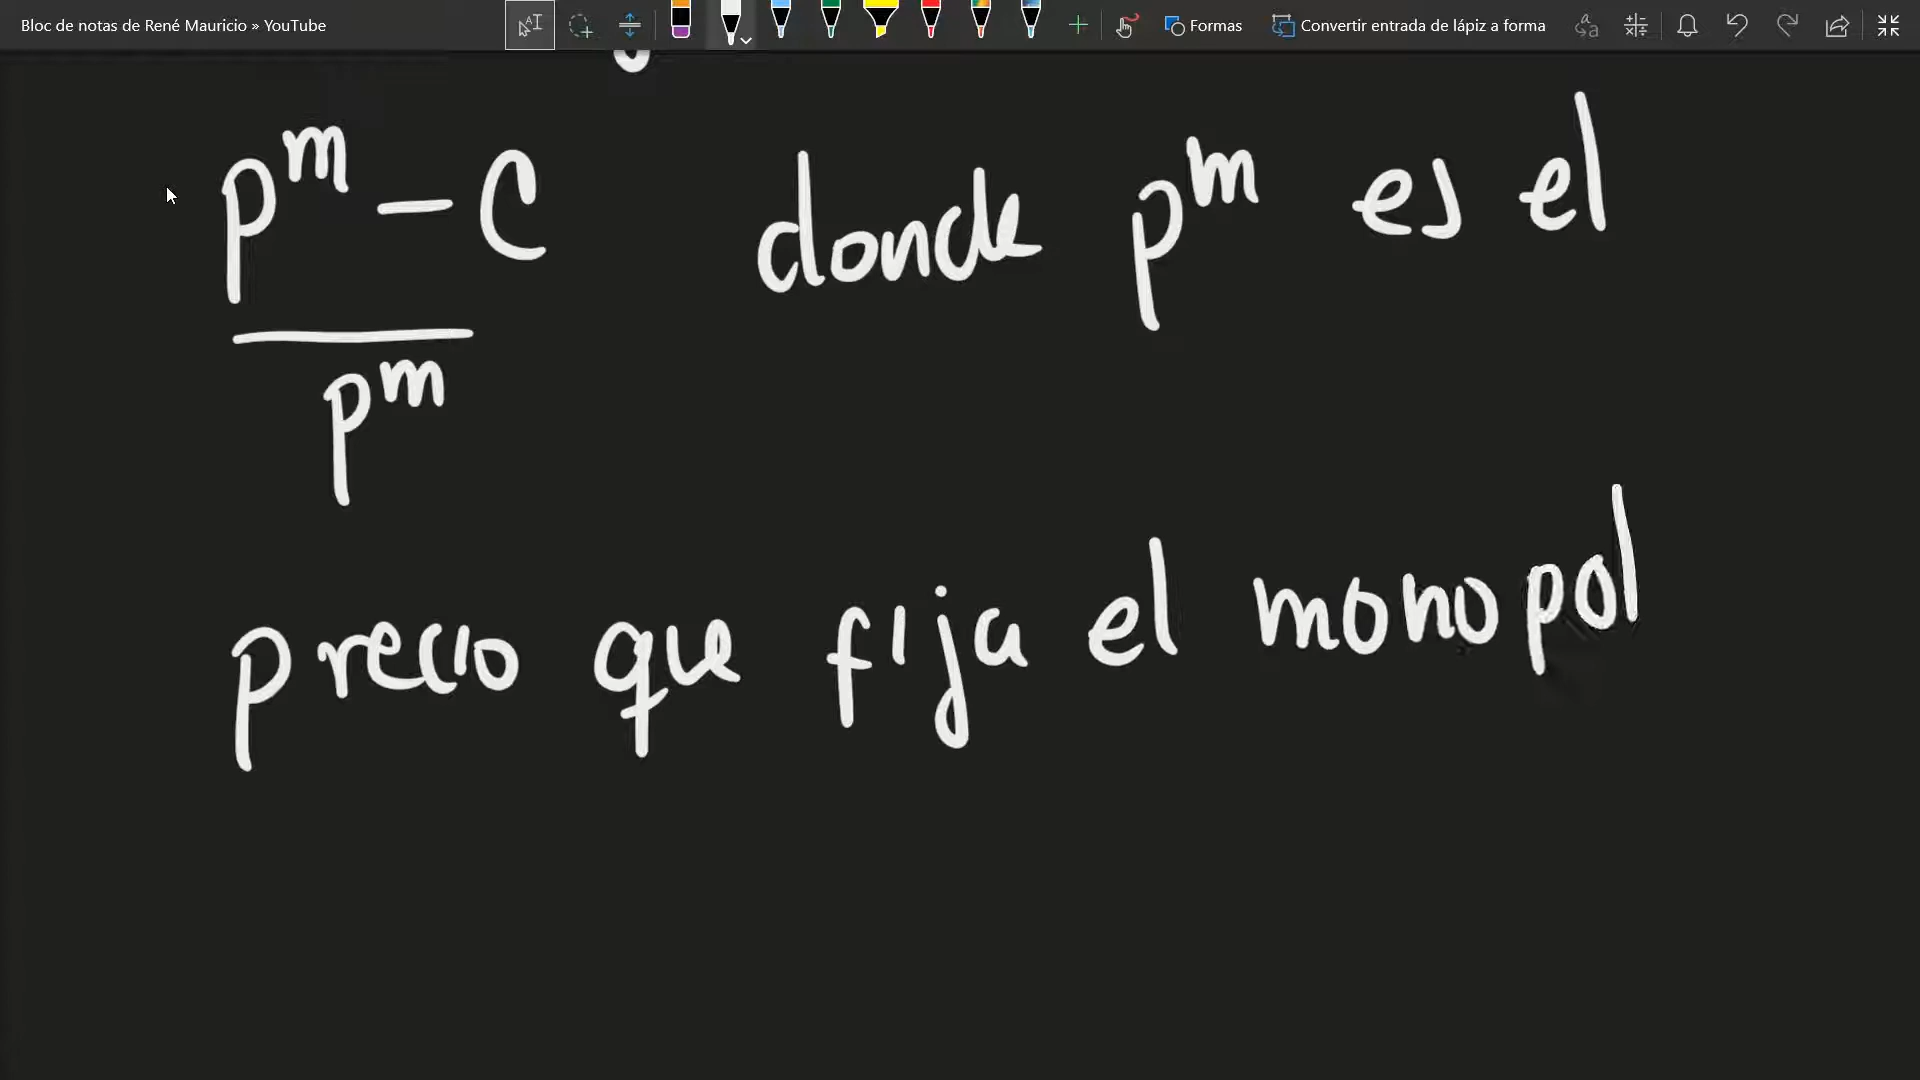 Bloc de notas de René Mauricio » YouTube
Formas
Convertir entrada de lápiz a forma
p^m - c donde p^m es el
p^m
precio que fija el monopol